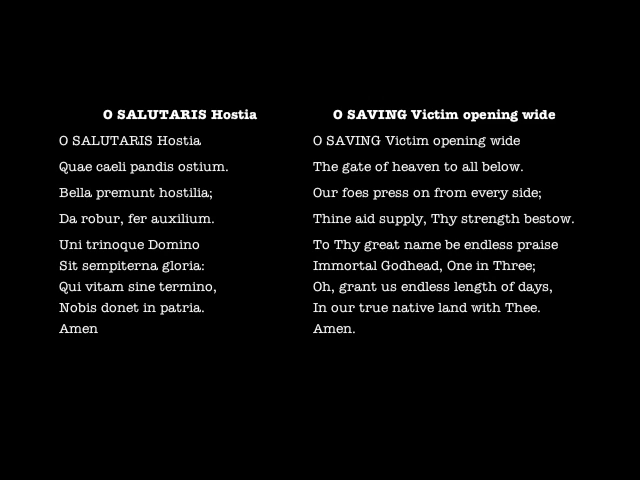 O SALUTARIS Hostia
O SALUTARIS Hostia
Quae caeli pandis ostium.
Bella premunt hostilia;
Da robur, fer auxilium.
Uni trinoque Domino
Sit sempiterna gloria:
Qui vitam sine termino,
Nobis donet in patria.
Amen
O SAVING Victim opening wide
O SAVING Victim opening wide
The gate of heaven to all below.
Our foes press on from every side;
Thine aid supply, Thy strength bestow.
To Thy great name be endless praise
Immortal Godhead, One in Three;
Oh, grant us endless length of days,
In our true native land with Thee.
Amen.